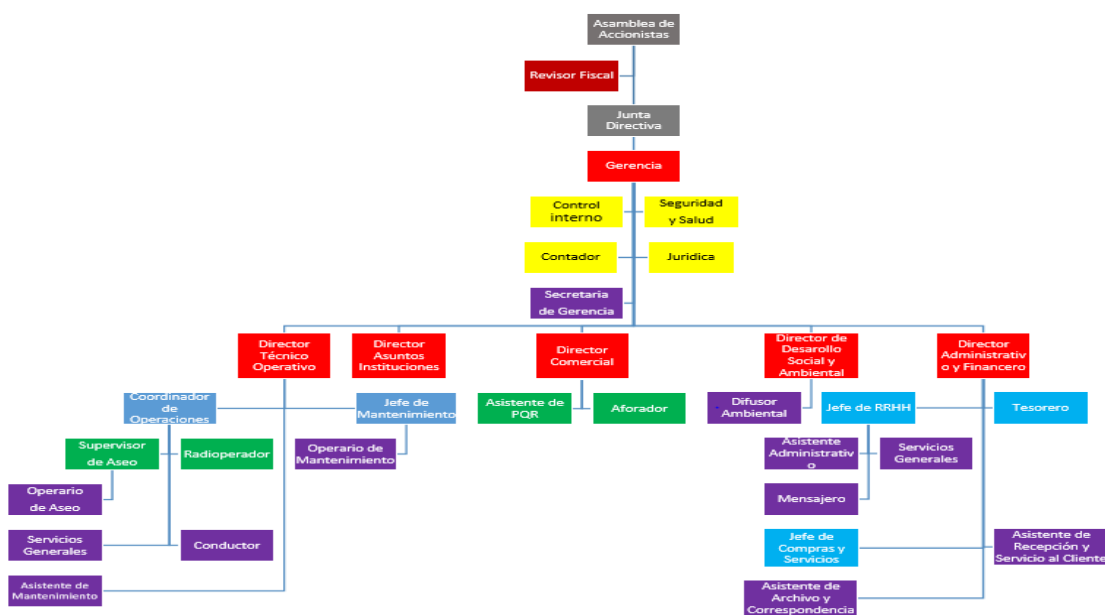 Asamblea de
Accionistas
Revisor Fiscal
Junta
Directiva
Gerencia
Control
interno
Seguridad
y Salud
Contador
Juridica
Secretaria
de Gerencia
Director
Técnico
Operativo
Director
Asuntos
Instituciones
Director
Comercial
Director de
Desarollo
Social y
Ambiental
Director
Administrativ
o y Financero
Coordinador
de
Operaciones
Jefe de
Mantenimiento
Asistente de
PQR
Aforador
Difusor
Ambiental
Jefe de RRHH
Tesorero
Supervisor
de Aseo
Radioperador
Operario de
Mantenimiento
Asistente
Administrativ
o
Servicios
Generales
Operario
de Aseo
Mensajero
Servicios
Generales
Conductor
Jefe de
Compras y
Servicios
Asistente de
Recepción y
Servicio al Cliente
Asistente de
Mantenimiento
Asistente de
Archivo y
Correspondencia